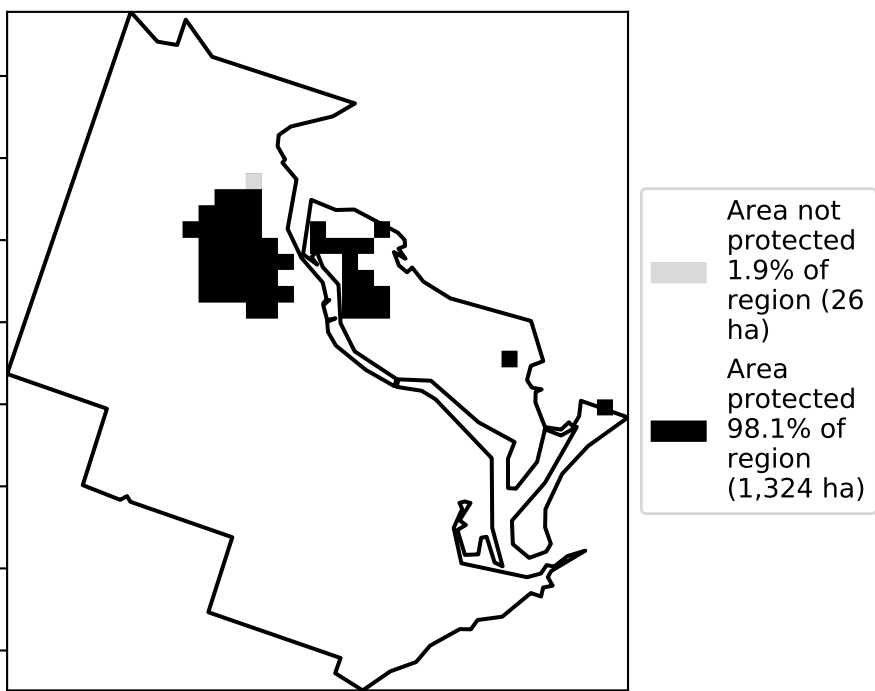 Area not
protected
1.9% of
region (26
ha)
Area
protected
98.1% of
region
(1,324 ha)